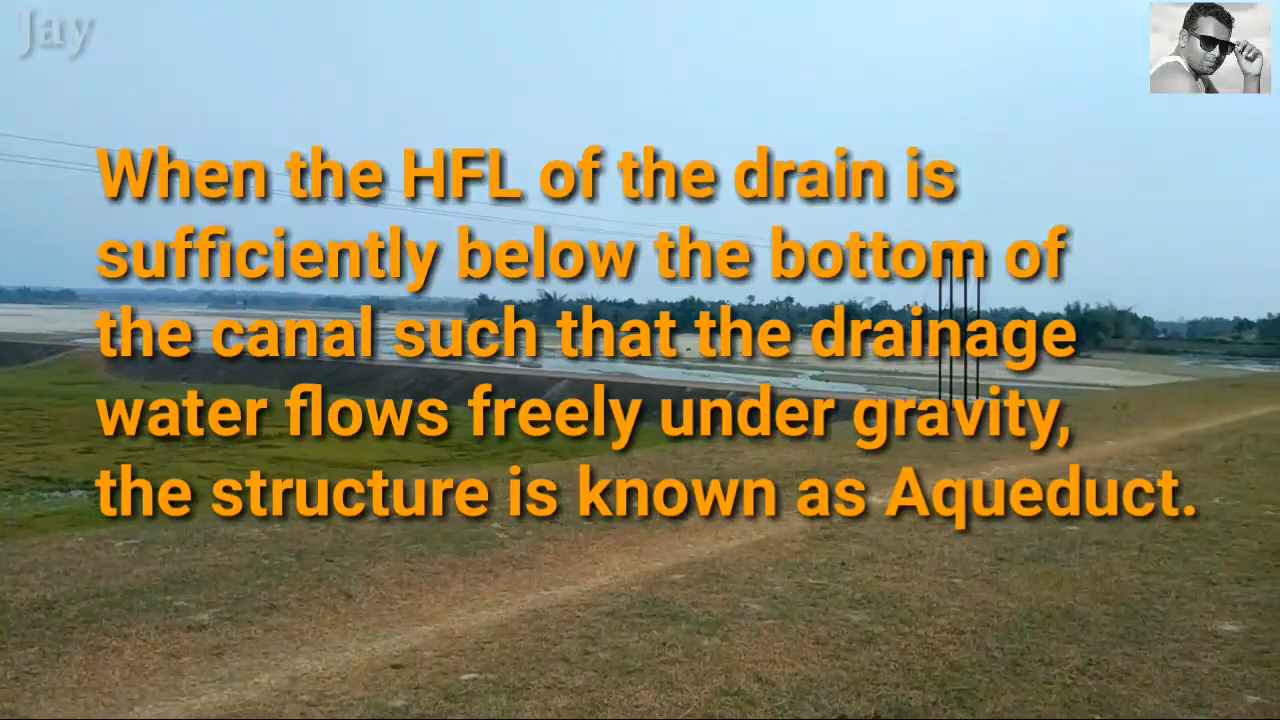 Jay
When the HFL of the drain is
sufficiently below the bottom of
the canal such that the drainage
water flows freely under gravity,
the structure is known as Aqueduct.